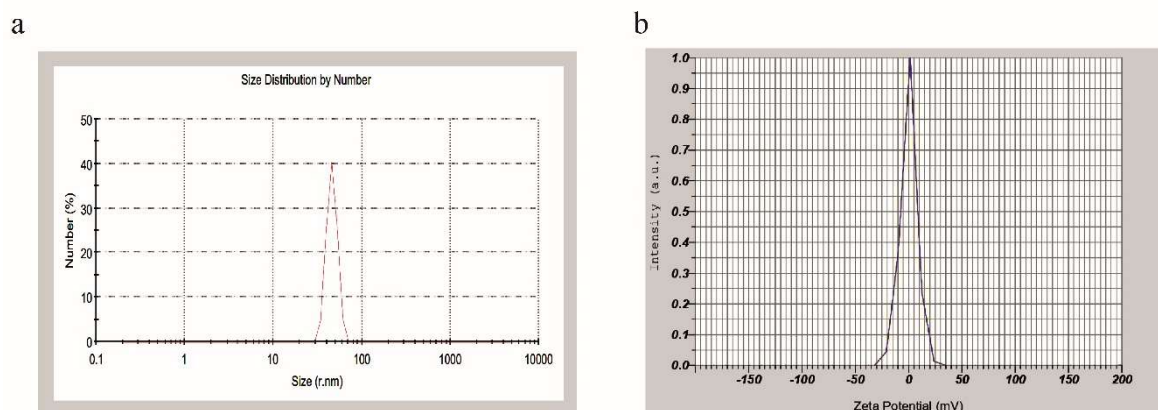 a
b
Size Distribution by Number
50
40
30
20
10
0
Number (%)
0.1 1 10 100 1000 10000
Size (r.nm)
1.0
0.9
0.8
0.7
0.6
0.5
0.4
0.3
0.2
0.1
0.0
Intensity (a.u.)
-150 -100 -50 0 50 100 150 200
Zeta Potential (mV)